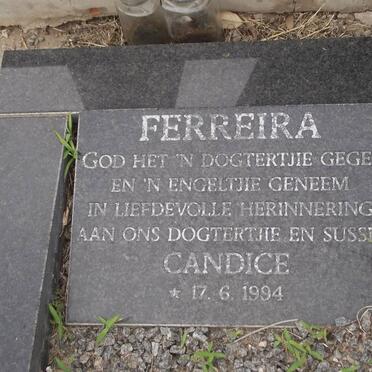 FERREIRA
GOD HET 'N DOGTERTJIE GEGE
EN 'N ENGELTJIE GENEEM
IN LIEFDEVOLLE HERINNERING
AAN ONS DOGTERTJIE EN SUSSI
CANDICE
* 17. 6. 1994